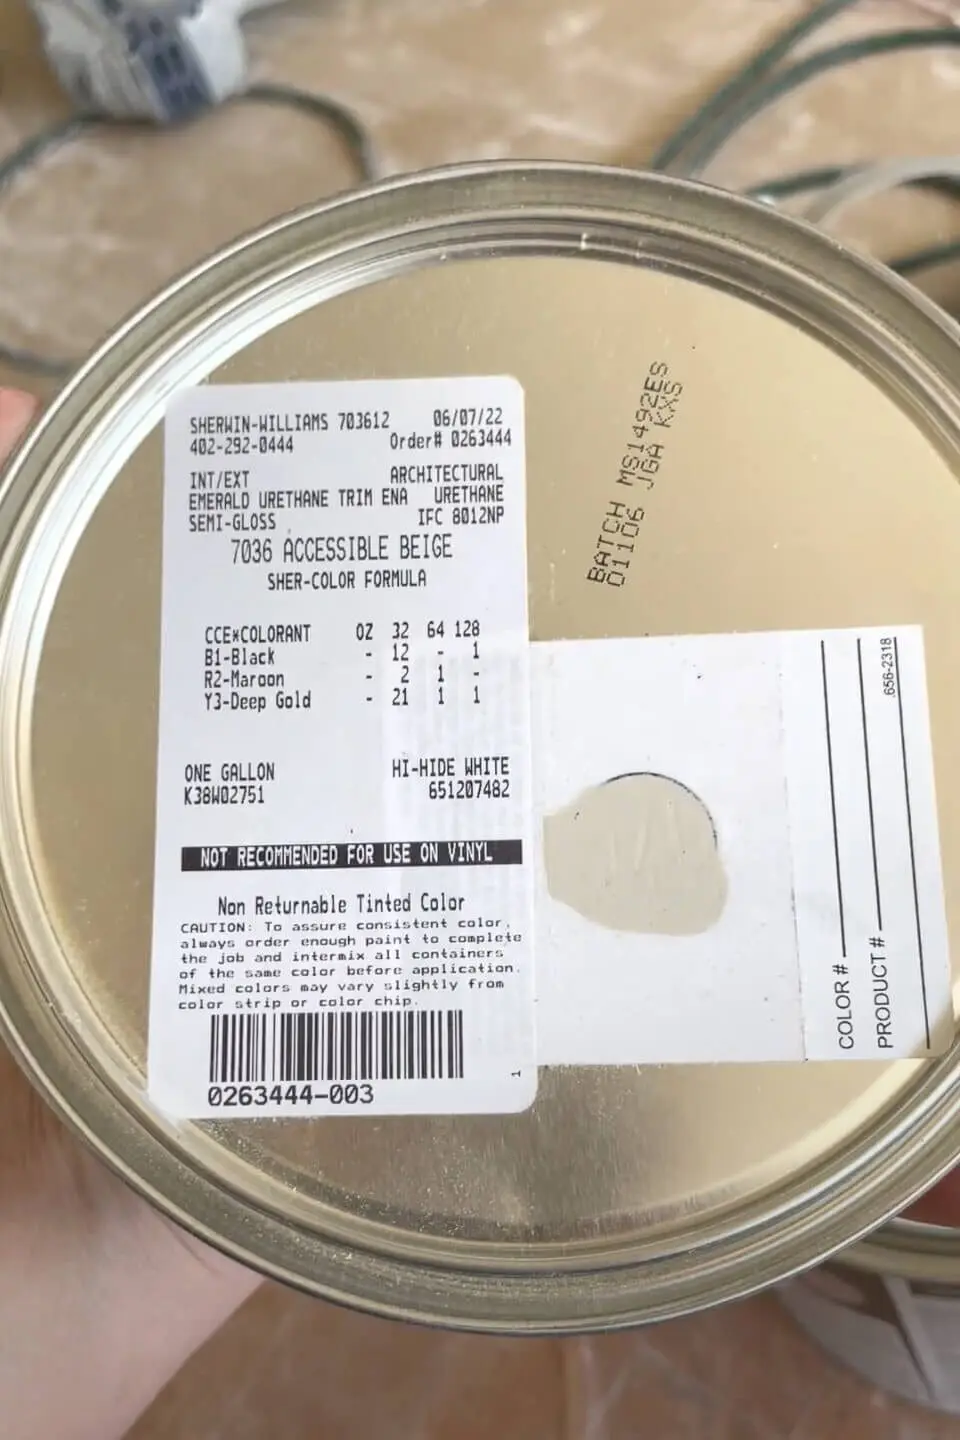 SHERWIN-WILLIAMS 703612 06/07/22
402-292-0444 Order# 0263444
INT/EXT ARCHITECTURAL
EMERALD URETHANE TRIM ENA URETHANE
SEMI-GLOSS IFC 8012NP
7036 ACCESSIBLE BEIGE
SHER-COLOR FORMULA
CCE*COLORANT OZ 32 64 128
B1-Black - 12 - 1
R2-Maroon - 2 1 -
Y3-Deep Gold - 21 1 1
ONE GALLON HI-HIDE WHITE
K38W02751 651207482
NOT RECOMMENDED FOR USE ON VINYL
Non Returnable Tinted Color
CAUTION: To assure consistent color,
always order enough paint to complete
the job and intermix all containers
of the same color before application.
Mixed colors may vary slightly from
color strip or color chip.
0263444-003
1
BATCH MS1492ES
01106 JGA KXS
COLOR #
PRODUCT #
656-2318